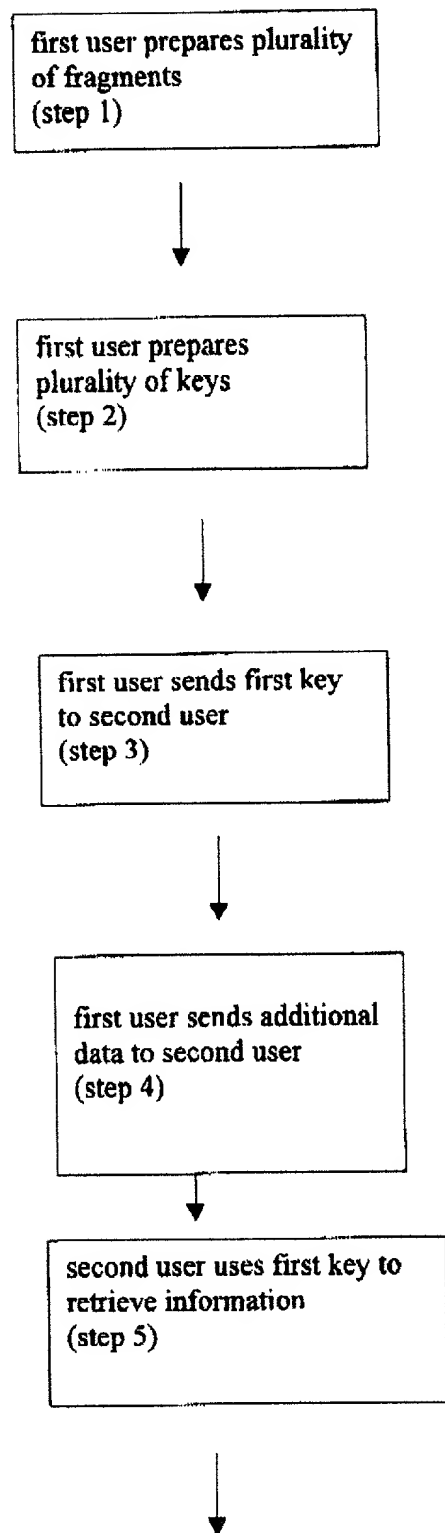 first user prepares plurality
of fragments
(step 1)
first user prepares
plurality of keys
(step 2)
first user sends first key
to second user
(step 3)
first user sends additional
data to second user
(step 4)
second user uses first key to
retrieve information
(step 5)